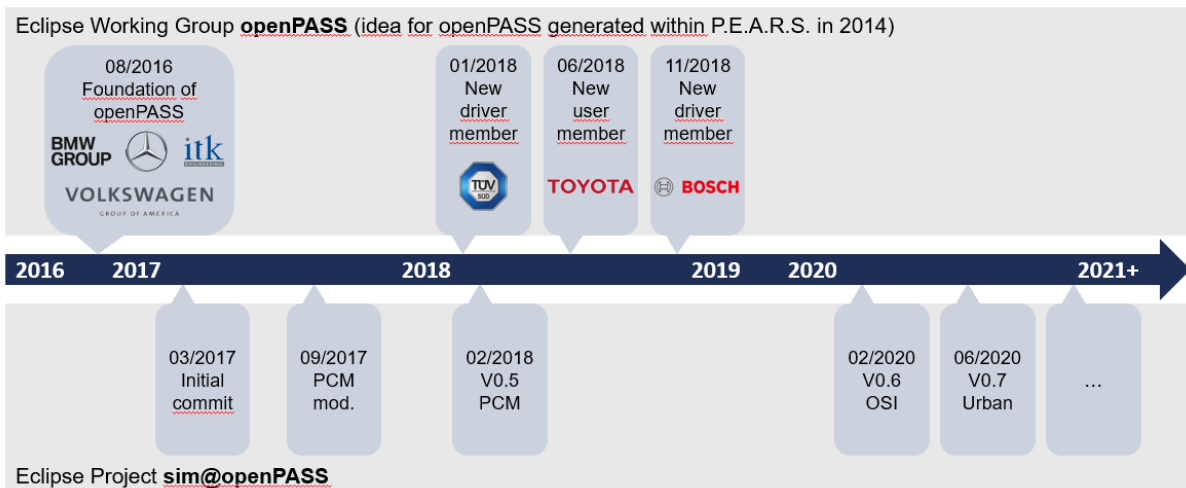 Eclipse Working Group openPASS (idea for openPASS generated within P.E.A.R.S. in 2014)
08/2016
Foundation of
openPASS
BMW
GROUP
itk
ENGINEERING
VOLKSWAGEN
GROUP OF AMERICA
01/2018
New
driver
member
TÜV
SÜD
06/2018
New
user
member
TOYOTA
11/2018
New
driver
member
BOSCH
2016 2017 2018 2019 2020 2021+
03/2017
Initial
commit
09/2017
PCM
mod.
02/2018
V0.5
PCM
02/2020
V0.6
OSI
06/2020
V0.7
Urban
...
Eclipse Project sim@openPASS